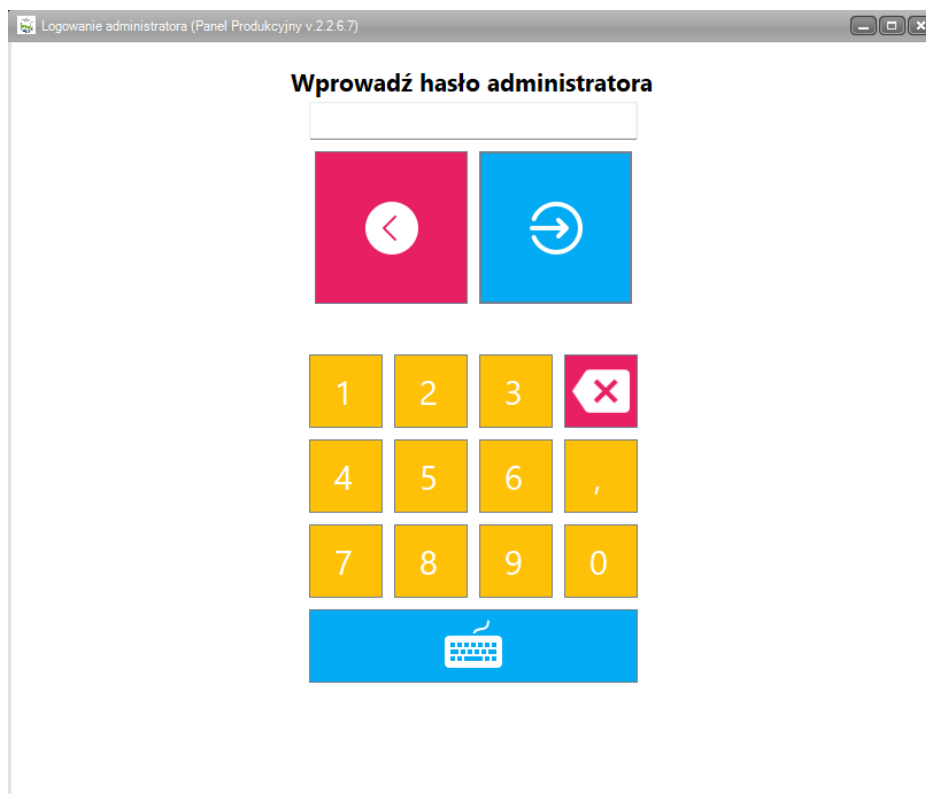 Logowanie administratora (Panel Produkcyjny v.2.2.6.7)
Wprowadź hasło administratora
1 2 3
4 5 6 ,
7 8 9 0